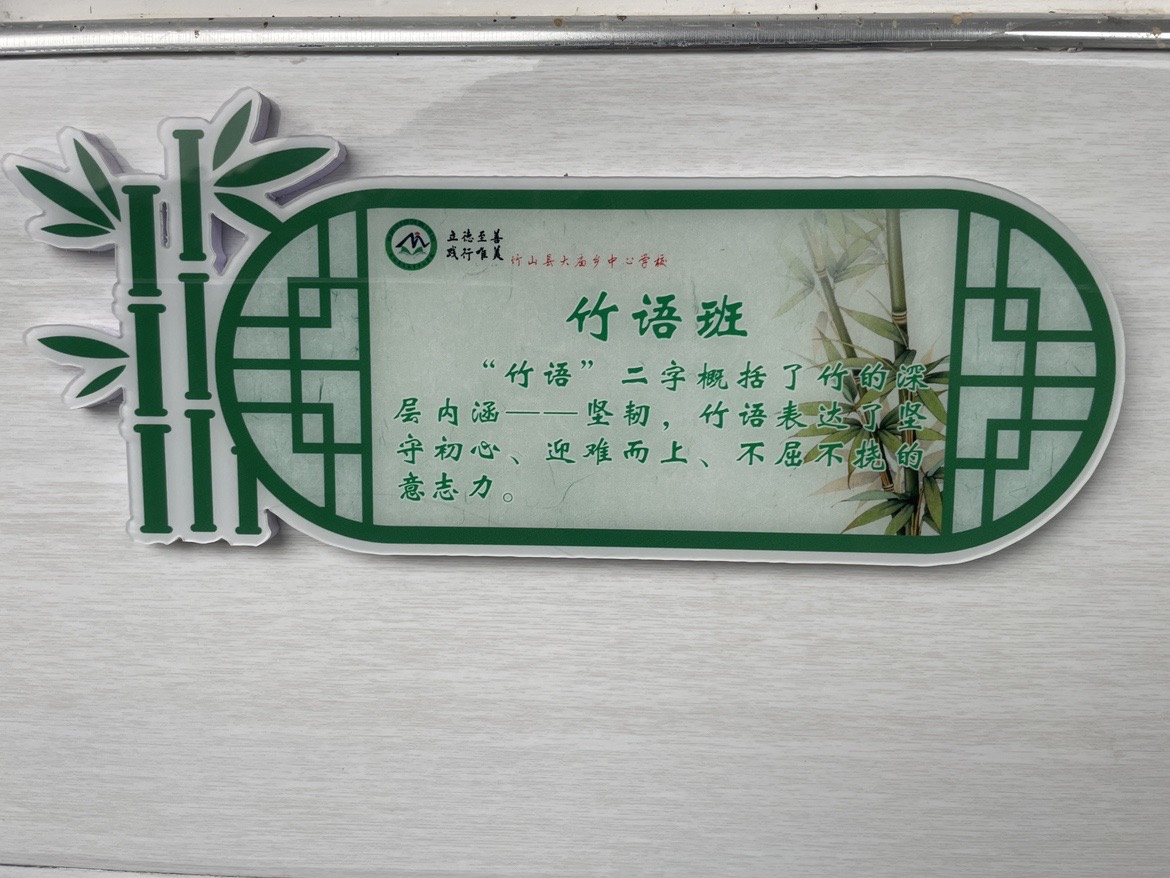 立德至善
践行唯美
竹山县大庙乡中心学校
竹语班
“竹语”二字概括了竹的深
层内涵——坚韧，竹语表达了坚
守初心、迎难而上、不屈不挠的
意志力。